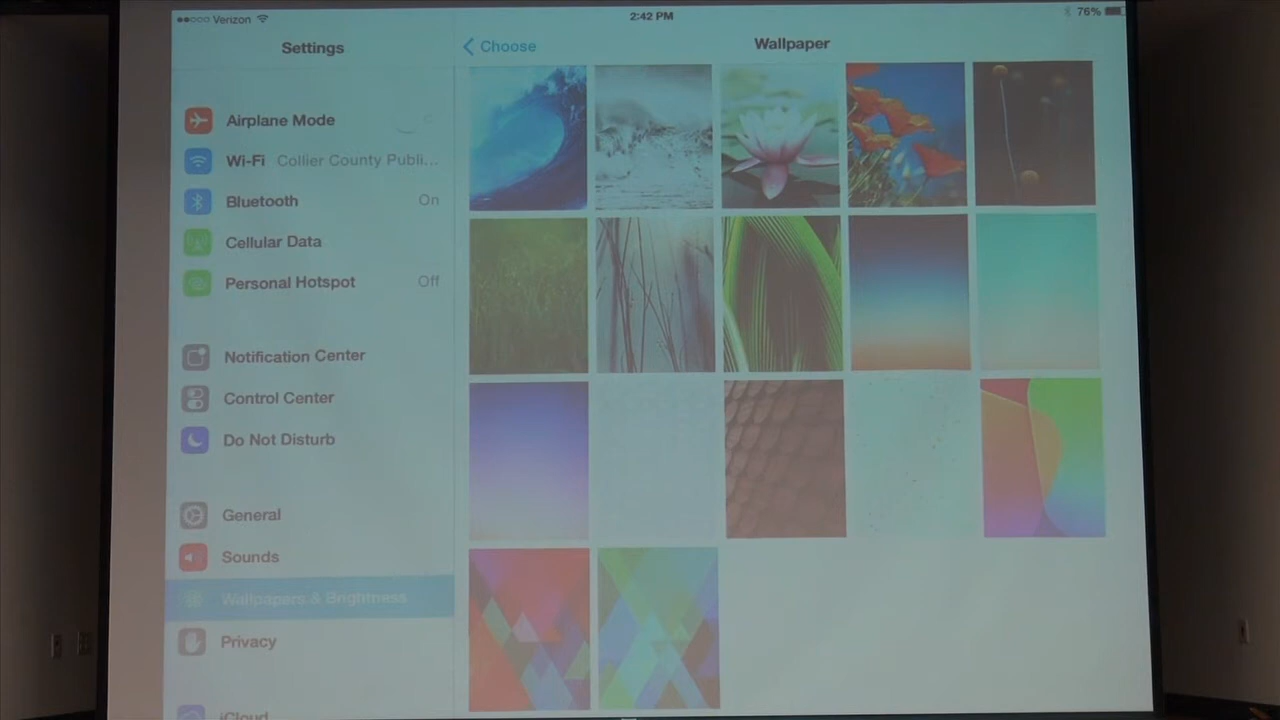 Verizon
2:42 PM
76%
Settings
Choose
Wallpaper
Airplane Mode
Wi-Fi Collier County Publi...
Bluetooth On
Cellular Data
Personal Hotspot Off
Notification Center
Control Center
Do Not Disturb
General
Sounds
Wallpapers & Brightness
Privacy
iCloud